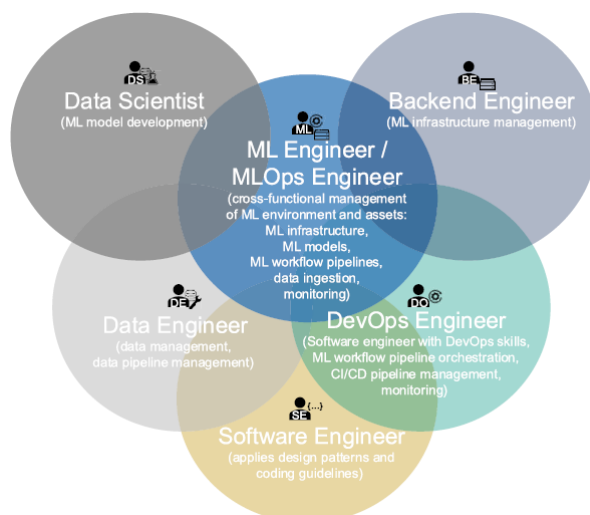 DS
Data Scientist
(ML model development)
BE
Backend Engineer
(ML infrastructure management)
ML
ML Engineer /
MLOps Engineer
(cross-functional management
of ML environment and assets:
ML infrastructure,
ML models,
ML workflow pipelines,
data ingestion,
monitoring)
DE
Data Engineer
(data management,
data pipeline management)
DO
DevOps Engineer
(Software engineer with DevOps skills,
ML workflow pipeline orchestration,
CI/CD pipeline management,
monitoring)
SE {...}
Software Engineer
(applies design patterns and
coding guidelines)